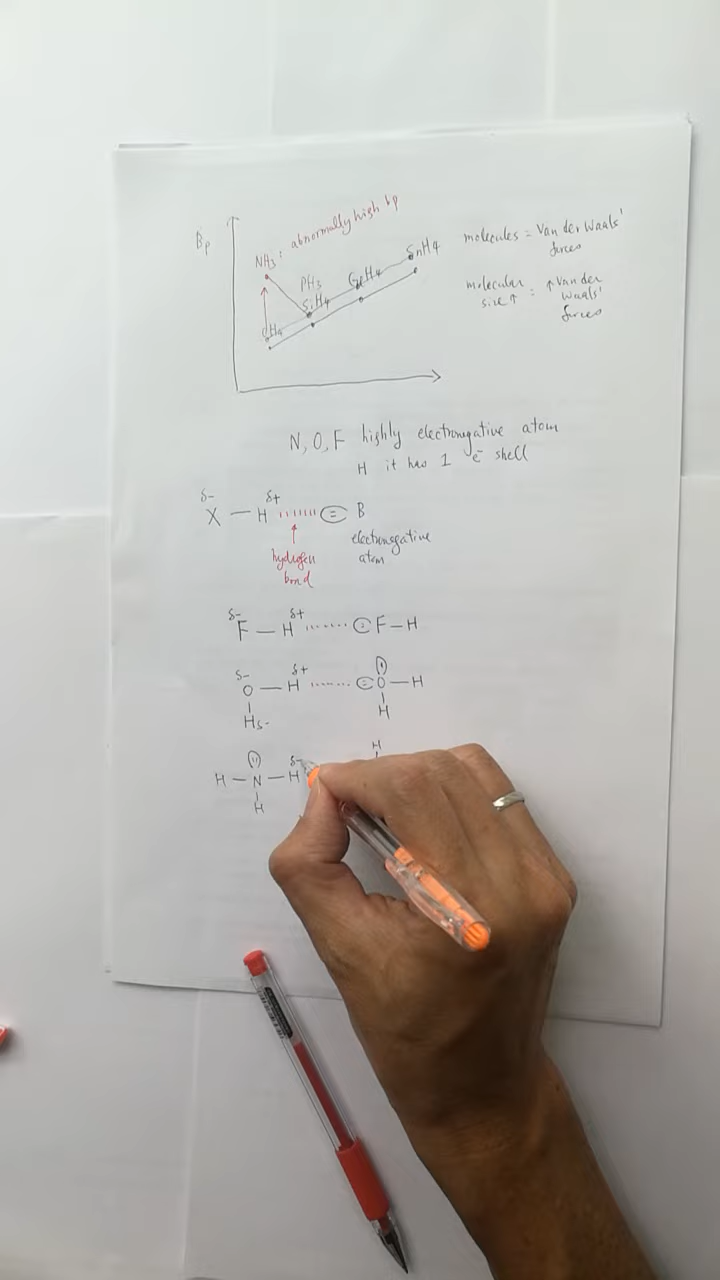 Bp
NH3: abnormally high bp
PH3
CH4
SiH4
GeH4
SnH4
molecules = Van der Waals'
forces
molecular
size ↑ : ↑ Van der
Waals'
forces
N, O, F highly electronegative atom
H it has 1 e⁻ shell
δ- δ+
X — H ······· = B
hydrogen
bond
electronegative
atom
δ- δ+
F — H ······· : F — H
δ- δ+
O — H ······· = O — H
Hδ- H
δ- H
H — N — H
H